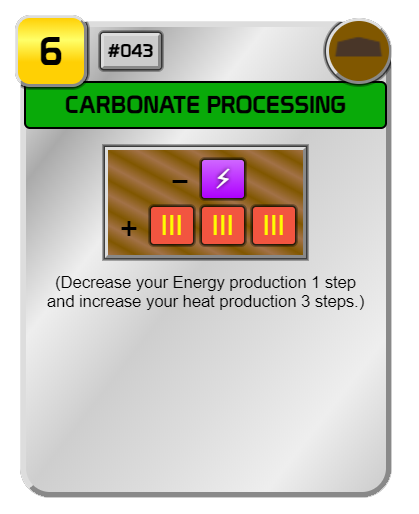 6
#043
CARBONATE PROCESSING
−
+
(Decrease your Energy production 1 step
and increase your heat production 3 steps.)